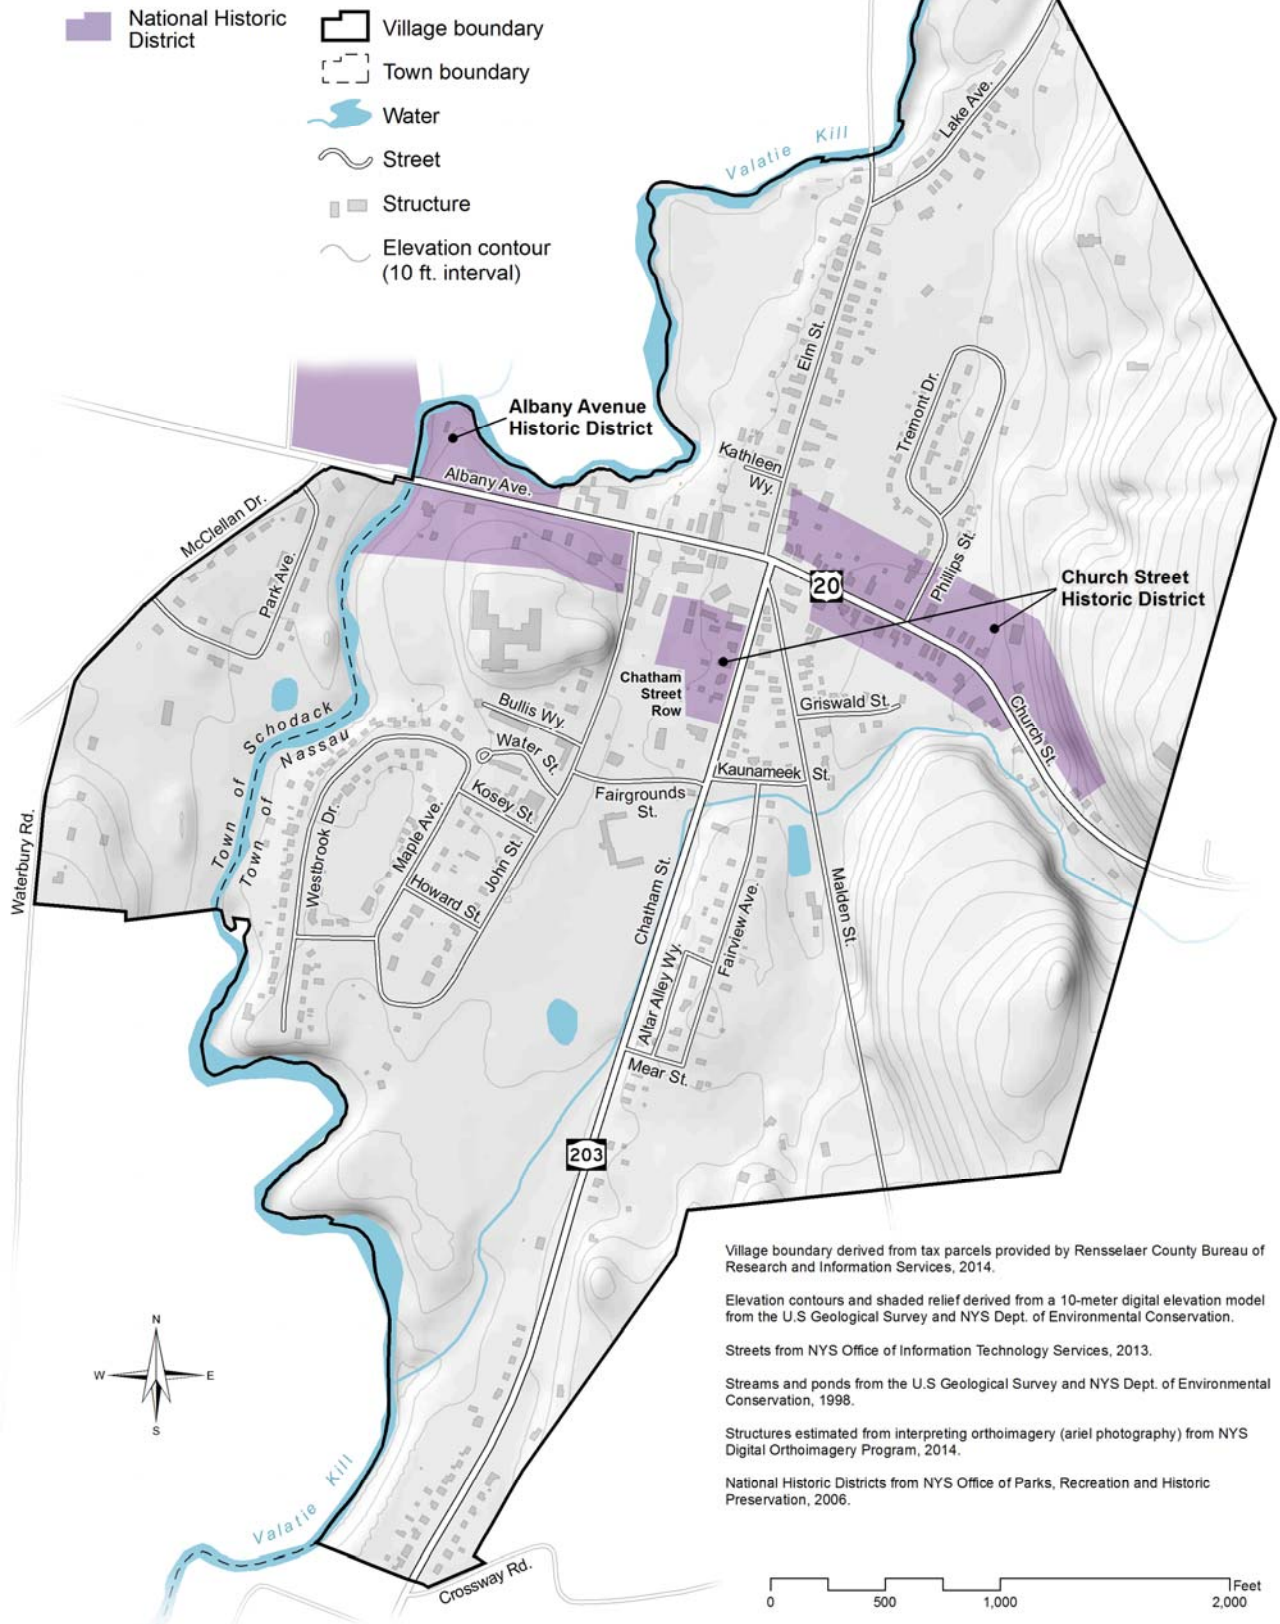 National Historic
District
Village boundary
Town boundary
Water
Street
Structure
Elevation contour
(10 ft. interval)
Valatie Kill
Lake Ave.
Elm St.
Tremont Dr.
Albany Avenue
Historic District
Kathleen
Wy.
Albany Ave.
McClellan Dr.
Park Ave.
20
Phillips St.
Church Street
Historic District
Chatham
Street
Row
Bullis Wy.
Griswald St.
Church St.
Schodack
Nassau
Town of
Town of
Water St.
Kaunameek St.
Fairgrounds
St.
Kosey St.
Waterbury Rd.
Westbrook Dr.
Maple Ave.
John St.
Howard St.
Chatham St.
Malden St.
Fairview Ave.
Altar Alley Wy.
Mear St.
203
Village boundary derived from tax parcels provided by Rensselaer County Bureau of
Research and Information Services, 2014.
Elevation contours and shaded relief derived from a 10-meter digital elevation model
from the U.S Geological Survey and NYS Dept. of Environmental Conservation.
Streets from NYS Office of Information Technology Services, 2013.
Streams and ponds from the U.S Geological Survey and NYS Dept. of Environmental
Conservation, 1998.
Structures estimated from interpreting orthoimagery (ariel photography) from NYS
Digital Orthoimagery Program, 2014.
National Historic Districts from NYS Office of Parks, Recreation and Historic
Preservation, 2006.
N
W E
S
Valatie Kill
Crossway Rd.
Feet
0 500 1,000 2,000